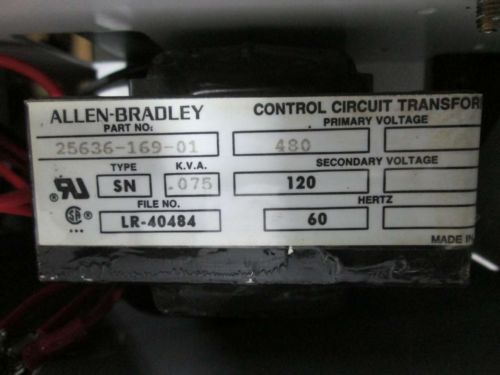 ALLEN-BRADLEY CONTROL CIRCUIT TRANSFOR
PART NO: PRIMARY VOLTAGE
25636-169-01 480
TYPE K.V.A. SECONDARY VOLTAGE
SN .075 120
FILE NO. HERTZ
LR-40484 60
MADE IN